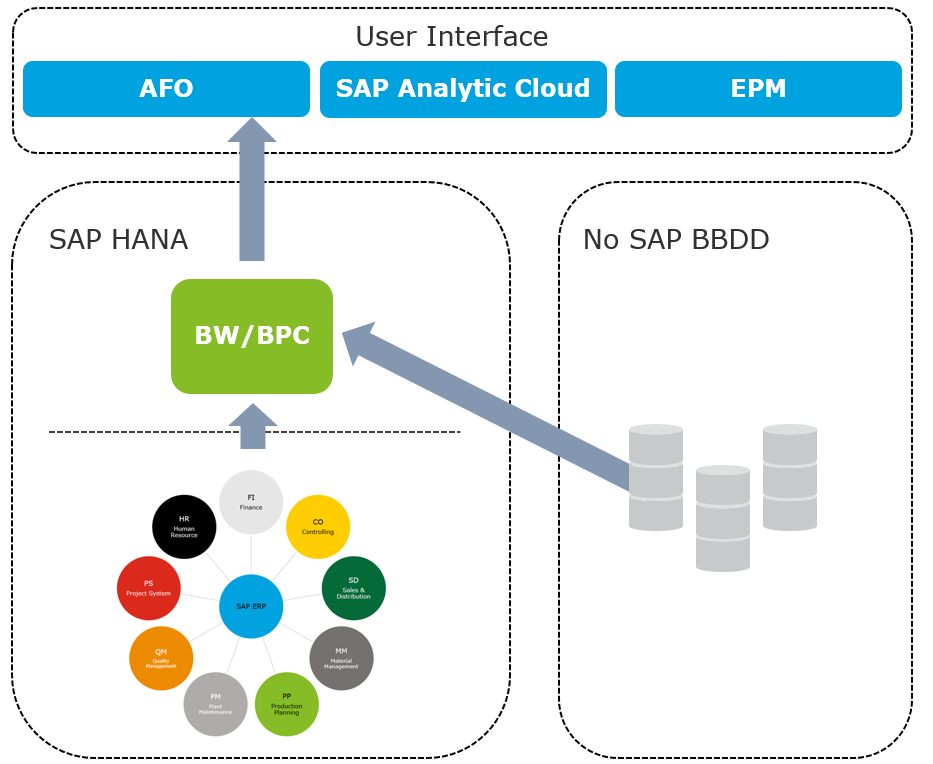 User Interface
AFO
SAP Analytic Cloud
EPM
SAP HANA
No SAP BBDD
BW/BPC
FI
Finance
HR
Human
Resource
CO
Controlling
PS
Project System
SD
Sales &
Distribution
SAP ERP
QM
Quality
Management
MM
Material
Management
PM
Plant
Maintenance
PP
Production
Planning